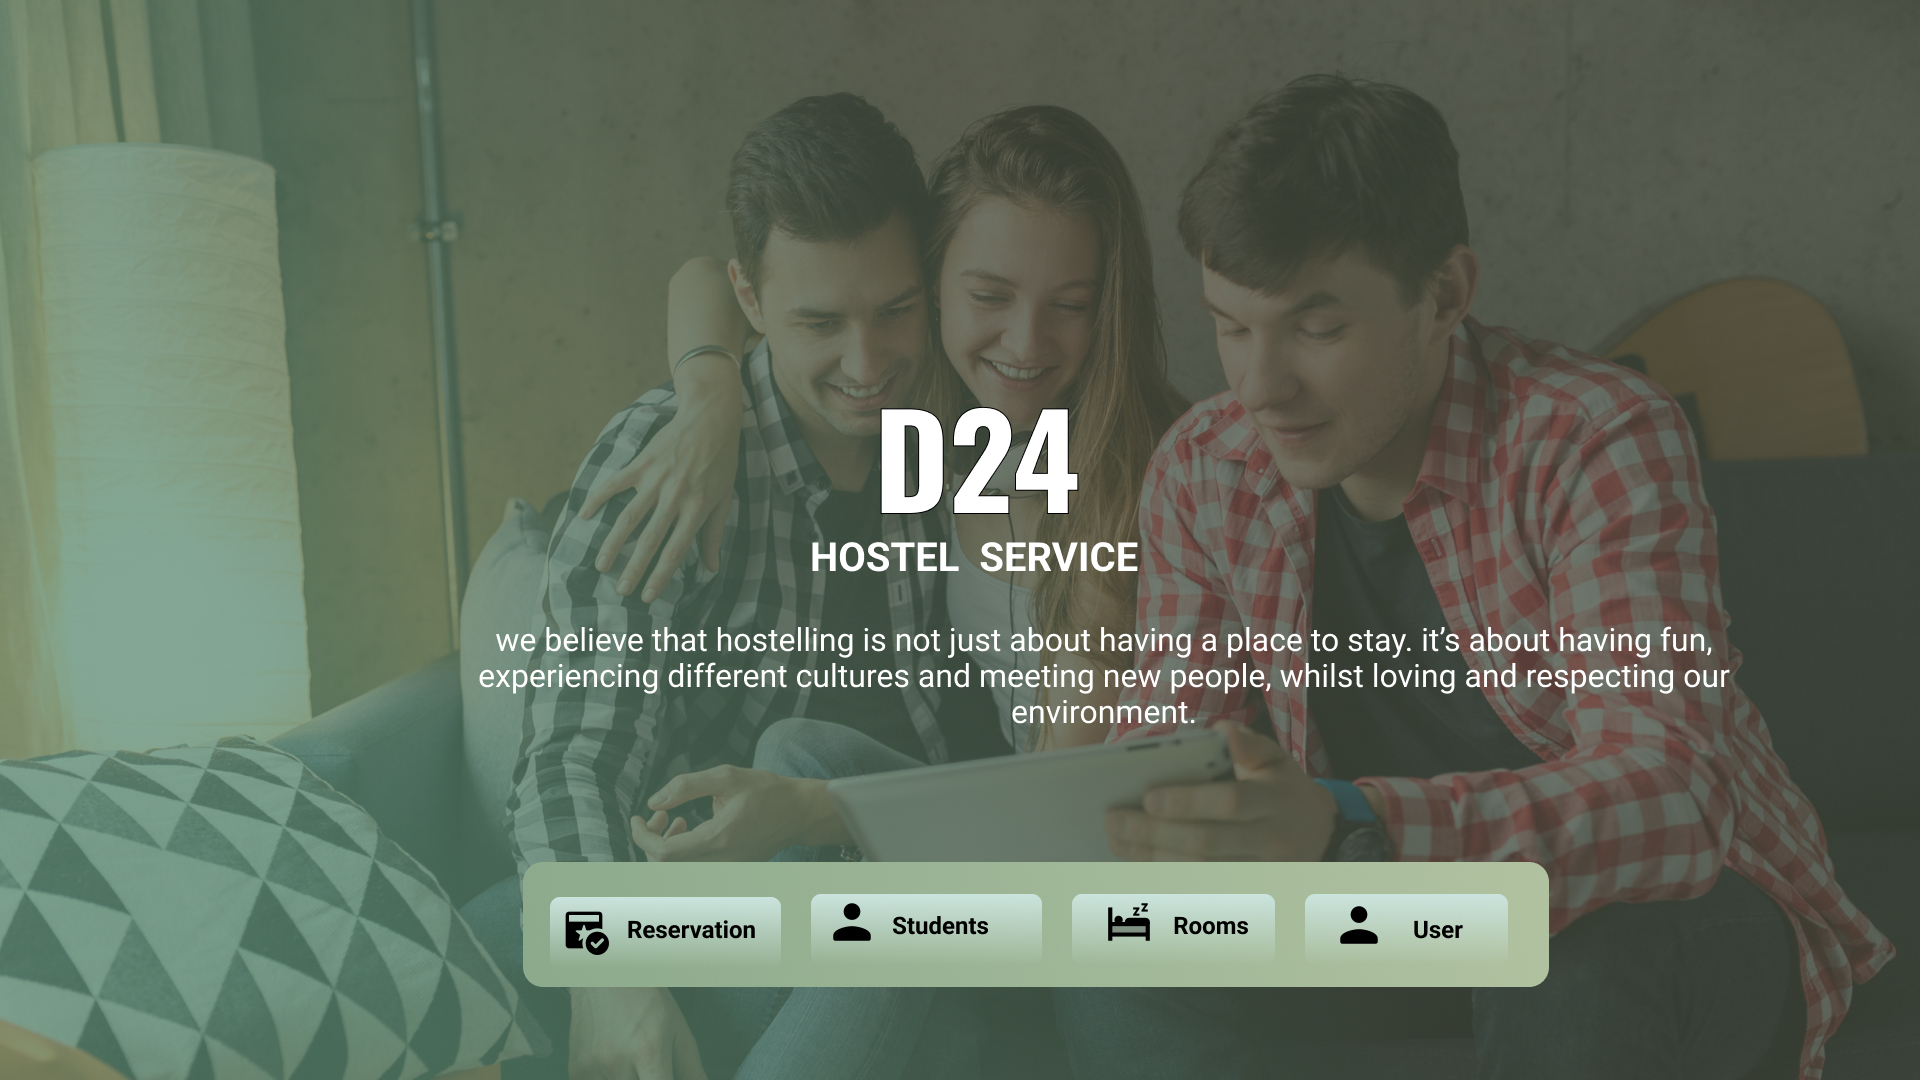 D24
HOSTEL SERVICE
we believe that hostelling is not just about having a place to stay. it’s about having fun,
experiencing different cultures and meeting new people, whilst loving and respecting our
environment.
Reservation
Students
zz
Rooms
User